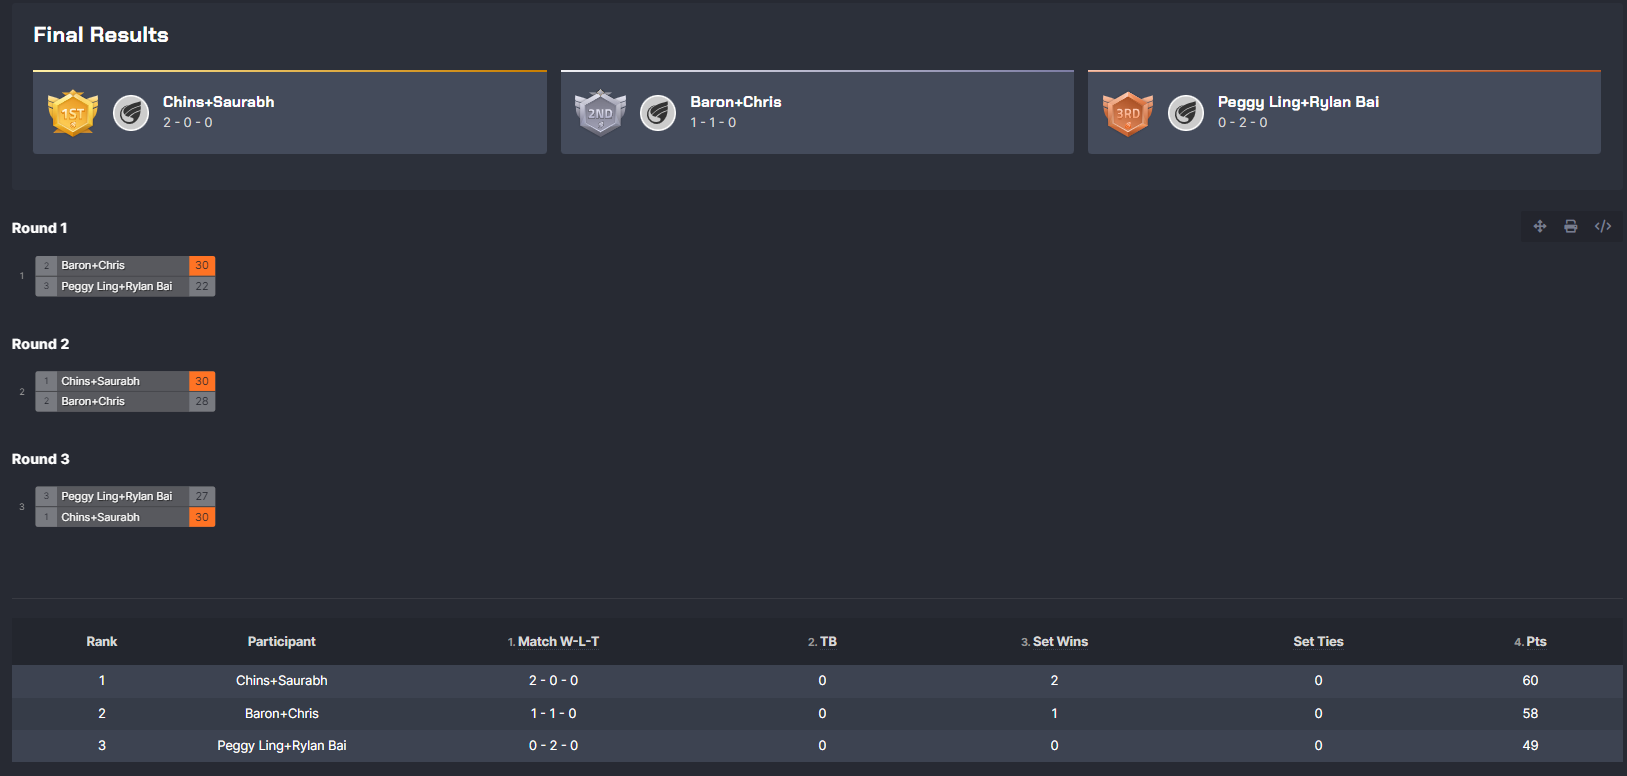 Final Results
1ST Chins+Saurabh
2 - 0 - 0
2ND Baron+Chris
1 - 1 - 0
3RD Peggy Ling+Rylan Bai
0 - 2 - 0
Round 1
1
2 Baron+Chris 30
3 Peggy Ling+Rylan Bai 22
Round 2
2
1 Chins+Saurabh 30
2 Baron+Chris 28
Round 3
3
3 Peggy Ling+Rylan Bai 27
1 Chins+Saurabh 30
Rank Participant 1. Match W-L-T 2. TB 3. Set Wins Set Ties 4. Pts
1 Chins+Saurabh 2 - 0 - 0 0 2 0 60
2 Baron+Chris 1 - 1 - 0 0 1 0 58
3 Peggy Ling+Rylan Bai 0 - 2 - 0 0 0 0 49